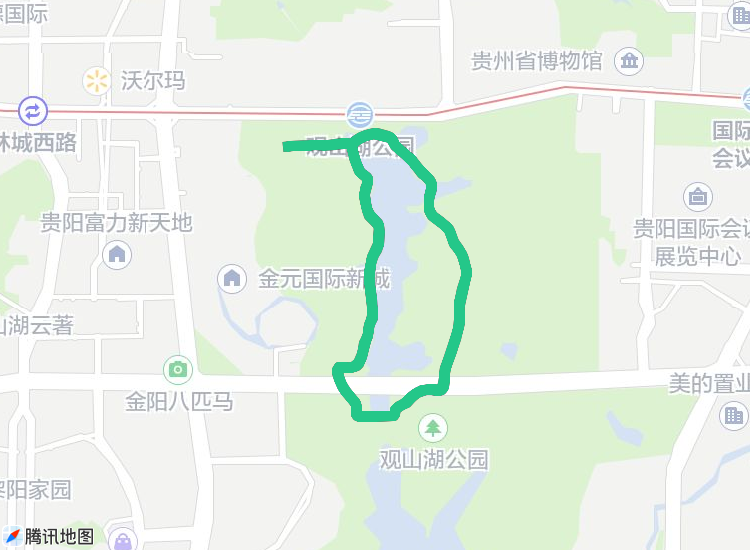 国际
贵州省博物馆
沃尔玛
林城西路
观山湖公园
国际
会议
贵阳富力新天地
贵阳国际会议
展览中心
金元国际新城
山湖云著
美的置业
金阳八匹马
观山湖公园
黎阳家园
腾讯地图